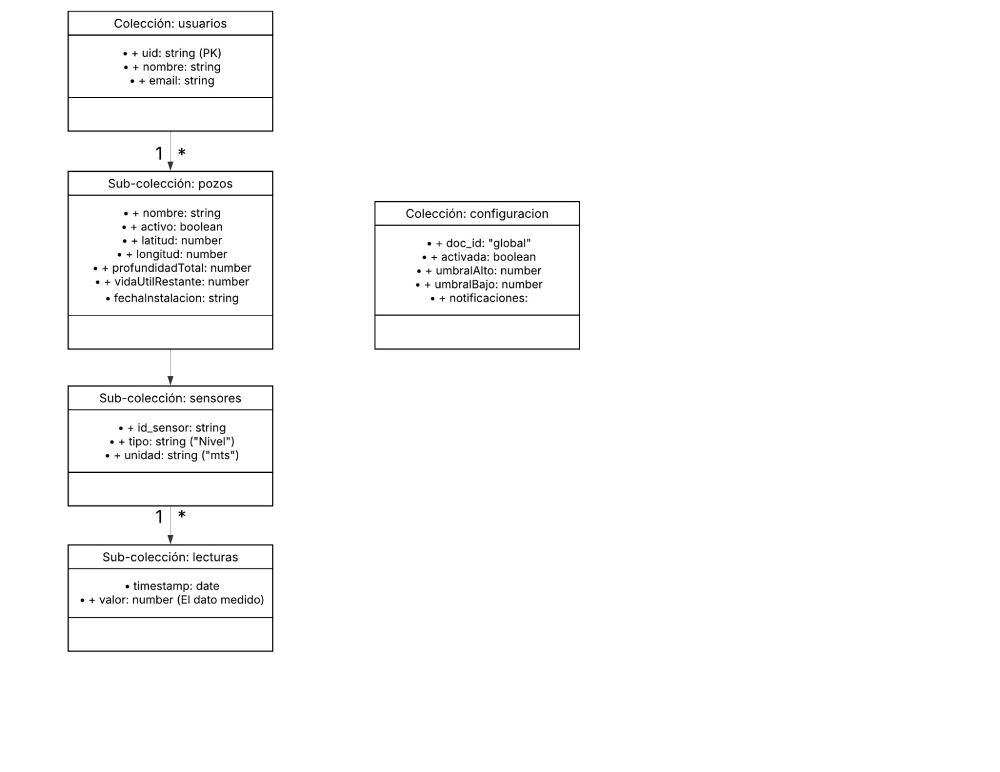 Colección: usuarios
• + uid: string (PK)
• + nombre: string
• + email: string
1 *
Sub-colección: pozos
• + nombre: string
• + activo: boolean
• + latitud: number
• + longitud: number
• + profundidadTotal: number
• + vidaUtilRestante: number
• fechaInstalacion: string
Sub-colección: sensores
• + id_sensor: string
• + tipo: string ("Nivel")
• + unidad: string ("mts")
1 *
Sub-colección: lecturas
• timestamp: date
• + valor: number (El dato medido)
Colección: configuracion
• + doc_id: "global"
• + activada: boolean
• + umbralAlto: number
• + umbralBajo: number
• + notificaciones: